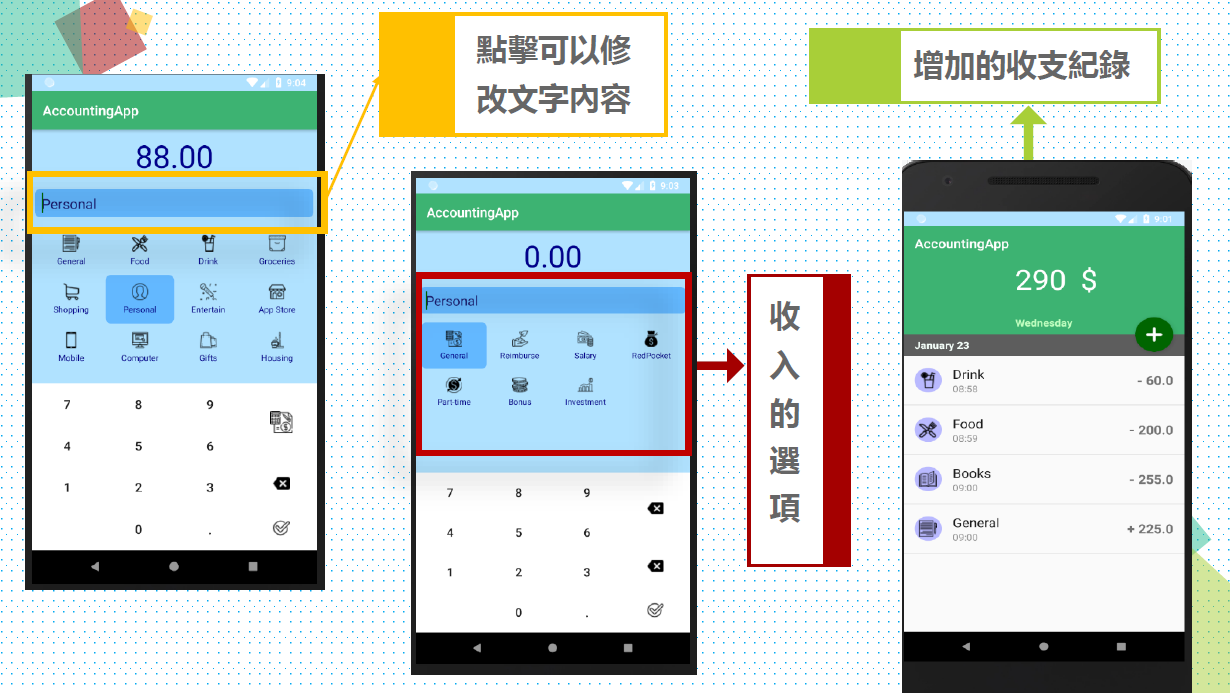 點擊可以修
改文字內容
增加的收支紀錄
9:04
AccountingApp
88.00
Personal
General Food Drink Groceries
Shopping Personal Entertain App Store
Mobile Computer Gifts Housing
7 8 9
4 5 6
1 2 3
0 .
9:03
AccountingApp
0.00
Personal
General Reimburse Salary RedPocket
Part-time Bonus Investment
7 8 9
4 5 6
1 2 3
0 .
收
入
的
選
項
9:01
AccountingApp
290 $
Wednesday
January 23
Drink - 60.0
08:58
Food - 200.0
08:59
Books - 255.0
09:00
General + 225.0
09:00